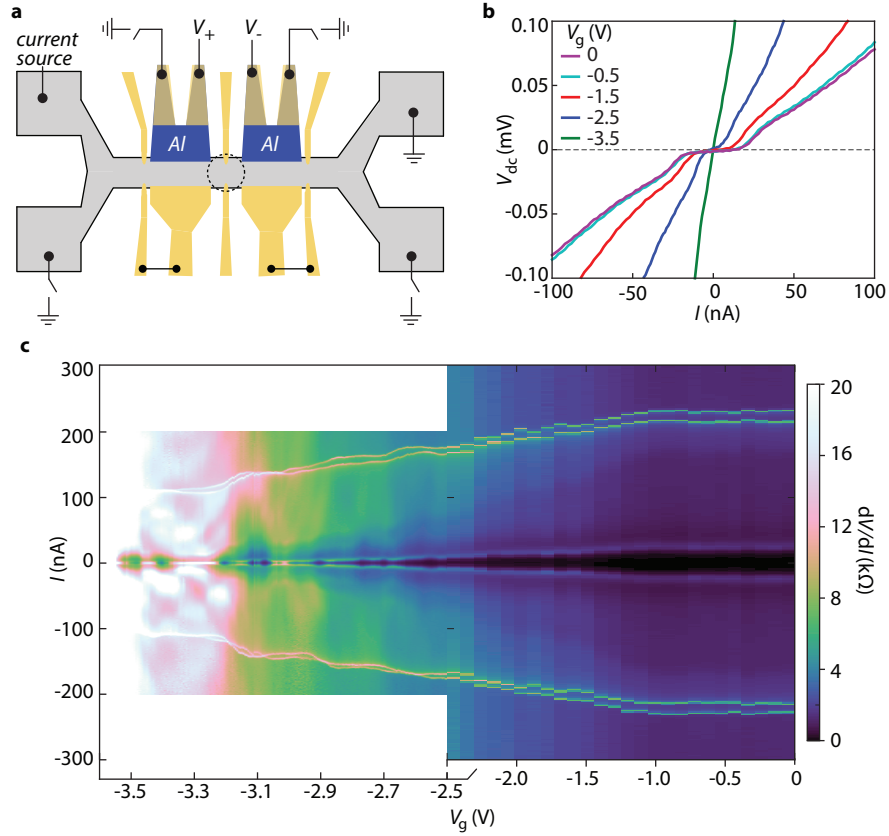 a
current
source
V+
V-
Al
Al
b
Vg (V)
0
-0.5
-1.5
-2.5
-3.5
0.10
0.05
0
-0.05
-0.10
Vdc (mV)
-100
-50
0
50
100
I (nA)
c
300
200
100
0
-100
-200
-300
I (nA)
-3.5
-3.3
-3.1
-2.9
-2.7
-2.5
-2.0
-1.5
-1.0
-0.5
0
Vg (V)
20
16
12
8
4
0
dV/dI (kΩ)